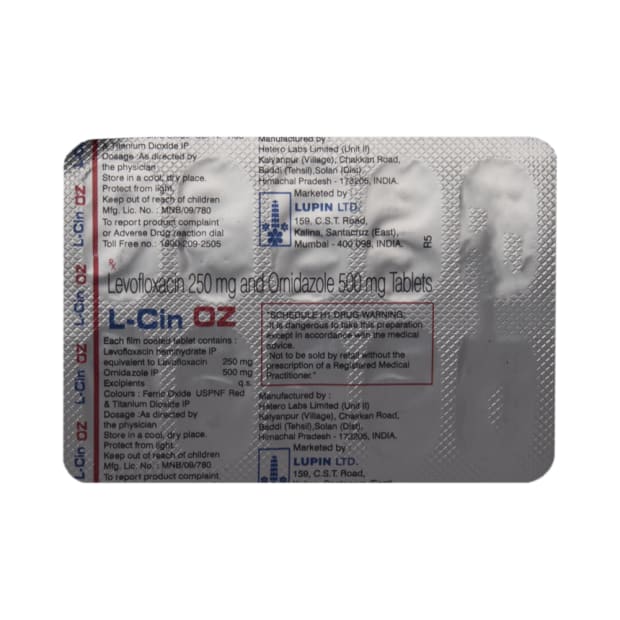 & Titanium Dioxide IP
Dosage :As directed by
the physician
Store in a cool, dry place.
Protect from light.
Keep out of reach of children
Mfg. Lic. No. : MNB/09/780
To report product complaint
or Adverse Drug reaction dial
Toll Free no.: 1800-209-2505
Manufactured by :
Hetero Labs Limited (Unit II)
Kalyanpur (Village), Chakkan Road,
Baddi (Tehsil),Solan (Dist),
Himachal Pradesh - 173205, INDIA.
Marketed by :
LUPIN LTD.
159, C.S.T. Road,
Kalina, Santacruz (East),
Mumbai - 400 098, INDIA.
R5
Rx
Levofloxacin 250 mg and Ornidazole 500 mg Tablets
L-Cin OZ
Each film coated tablet contains :
Levofloxacin hemihydrate IP
equivalent to Levofloxacin 250 mg
Ornidazole IP 500 mg
Excipients q.s.
Colours : Ferric Oxide USPNF Red
& Titanium Dioxide IP
Dosage :As directed by
the physician
Store in a cool, dry place.
Protect from light.
Keep out of reach of children
Mfg. Lic. No. : MNB/09/780
To report product complaint
"SCHEDULE H1 DRUG-WARNING:
It is dangerous to take this preparation
except in accordance with the medical
advice.
Not to be sold by retail without the
prescription of a Registered Medical
Practitioner."
Manufactured by :
Hetero Labs Limited (Unit II)
Kalyanpur (Village), Chakkan Road,
Baddi (Tehsil),Solan (Dist),
Himachal Pradesh - 173205, INDIA.
Marketed by :
LUPIN LTD.
159, C.S.T. Road,
L-Cin OZ
L-Cin OZ
L-Cin OZ
L-Cin OZ